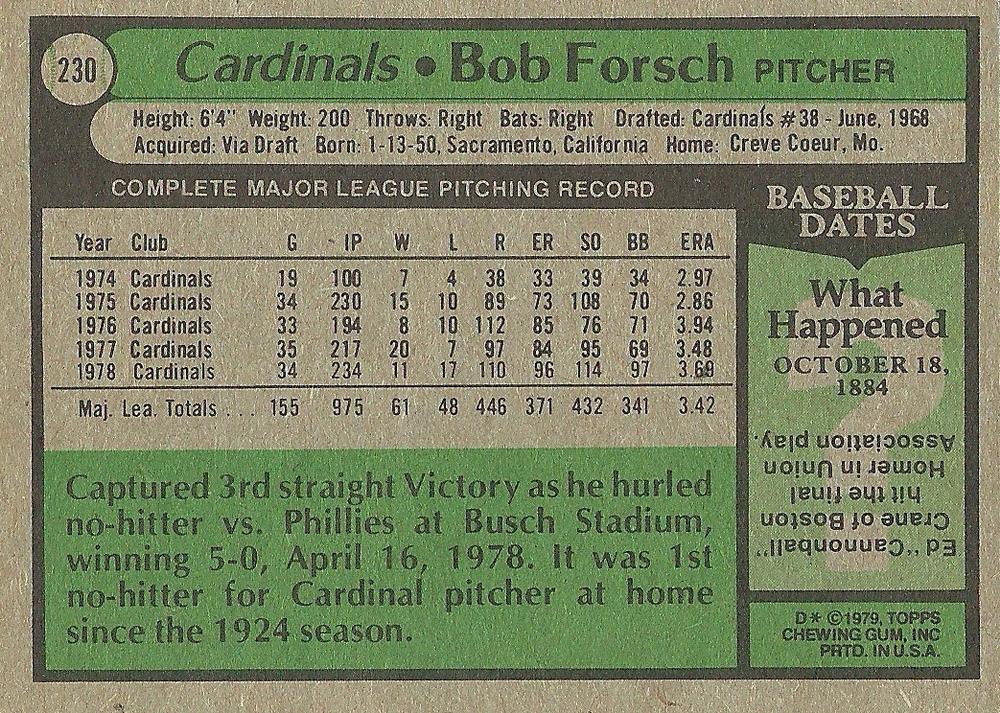 230
Cardinals • Bob Forsch PITCHER
Height: 6'4" Weight: 200 Throws: Right Bats: Right Drafted: Cardinals #38 - June, 1968
Acquired: Via Draft Born: 1-13-50, Sacramento, California Home: Creve Coeur, Mo.
COMPLETE MAJOR LEAGUE PITCHING RECORD
Year Club G IP W L R ER SO BB ERA
1974 Cardinals 19 100 7 4 38 33 39 34 2.97
1975 Cardinals 34 230 15 10 89 73 108 70 2.86
1976 Cardinals 33 194 8 10 112 85 76 71 3.94
1977 Cardinals 35 217 20 7 97 84 95 69 3.48
1978 Cardinals 34 234 11 17 110 96 114 97 3.69
Maj. Lea. Totals . . . 155 975 61 48 446 371 432 341 3.42
Captured 3rd straight Victory as he hurled
no-hitter vs. Phillies at Busch Stadium,
winning 5-0, April 16, 1978. It was 1st
no-hitter for Cardinal pitcher at home
since the 1924 season.
BASEBALL
DATES
What
Happened
OCTOBER 18,
1884
Ed "Cannonball"
Crane of Boston
hit the final
Homer in Union
Association play.
D* ©1979, TOPPS
CHEWING GUM, INC
PRTD. IN U.S.A.